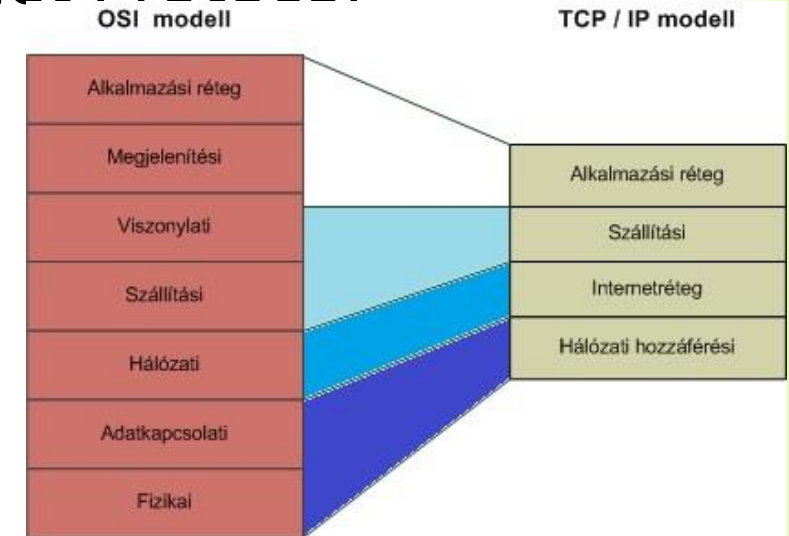 OSI modell
TCP / IP modell
Alkalmazási réteg
Megjelenítési
Viszonylati
Szállítási
Hálózati
Adatkapcsolati
Fizikai
Alkalmazási réteg
Szállítási
Internetréteg
Hálózati hozzáférési